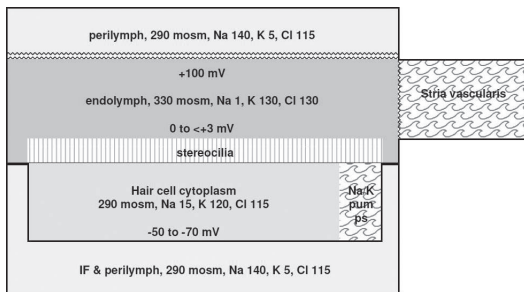 perilymph, 290 mosm, Na 140, K 5, Cl 115
+100 mV
endolymph, 330 mosm, Na 1, K 130, Cl 130
Stria vascularis
0 to <+3 mV
stereocilia
Hair cell cytoplasm
290 mosm, Na 15, K 120, Cl 115
-50 to -70 mV
Na K
pum
ps
IF & perilymph, 290 mosm, Na 140, K 5, Cl 115